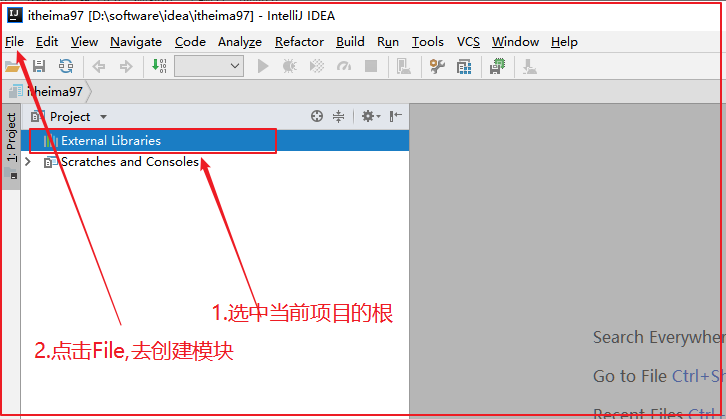 itheima97 [D:\software\idea\itheima97] - IntelliJ IDEA
File Edit View Navigate Code Analyze Refactor Build Run Tools VCS Window Help
itheima97
1: Project
Project
External Libraries
Scratches and Consoles
1.选中当前项目的根
2.点击File,去创建模块
Search Everywher
Go to File Ctrl+Sh
Recent Files Ctrl+